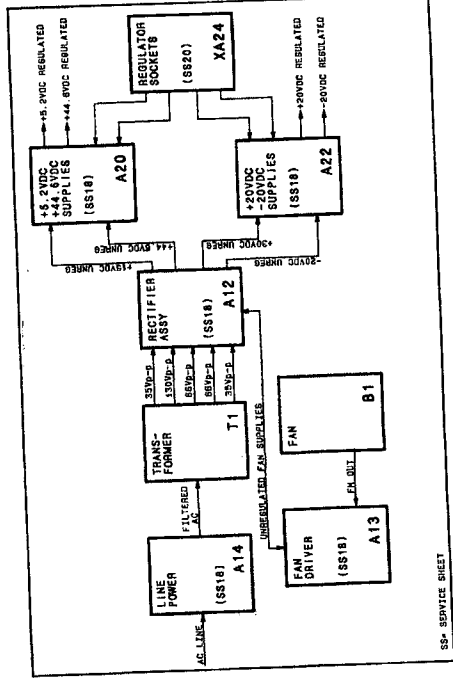 AC LINE
LINE
POWER
(SS18)
A14
FILTERED
AC
TRANS-
FORMER
T1
35Vp-p
130Vp-p
66Vp-p
66Vp-p
35Vp-p
RECTIFIER
ASSY
(SS18)
A12
+15VDC UNREG
+44.6VDC UNREG
+30VDC UNREG
-20VDC UNREG
+5.2VDC
+44.6VDC
SUPPLIES
(SS18)
A20
+5.2VDC REGULATED
+44.6VDC REGULATED
REGULATOR
SOCKETS
(SS20)
XA24
+20VDC
-20VDC
SUPPLIES
(SS18)
A22
+20VDC REGULATED
-20VDC REGULATED
UNREGULATED FAN SUPPLIES
FAN
DRIVER
(SS18)
A13
FM OUT
FAN
B1
SS= SERVICE SHEET